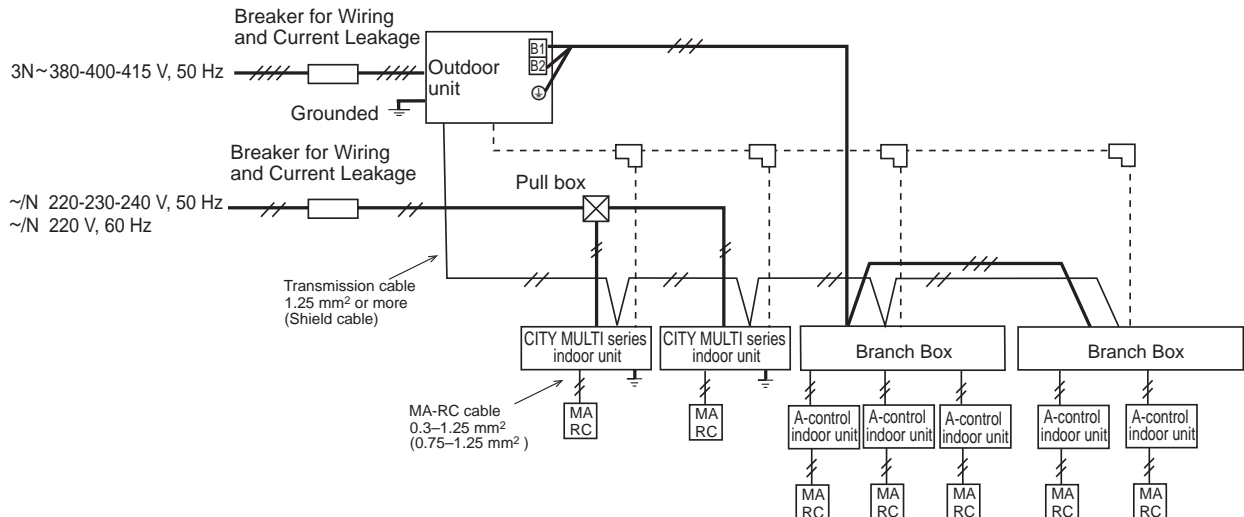 Breaker for Wiring
and Current Leakage
3N~380-400-415 V, 50 Hz
Outdoor
unit
B1
B2
Grounded
Breaker for Wiring
and Current Leakage
Pull box
~/N 220-230-240 V, 50 Hz
~/N 220 V, 60 Hz
Transmission cable
1.25 mm² or more
(Shield cable)
CITY MULTI series
indoor unit
CITY MULTI series
indoor unit
Branch Box
Branch Box
MA-RC cable
0.3–1.25 mm²
(0.75–1.25 mm² )
MA
RC
MA
RC
A-control
indoor unit
A-control
indoor unit
A-control
indoor unit
A-control
indoor unit
A-control
indoor unit
MA
RC
MA
RC
MA
RC
MA
RC
MA
RC